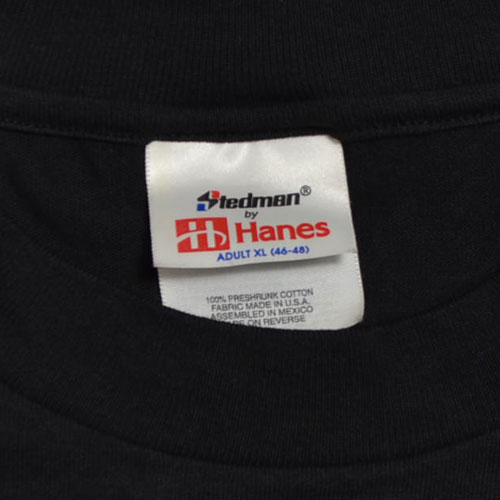 Stedman®
by
Hanes
ADULT XL (46-48)
100% PRESHRUNK COTTON
FABRIC MADE IN U.S.A.
ASSEMBLED IN MEXICO
ON REVERSE